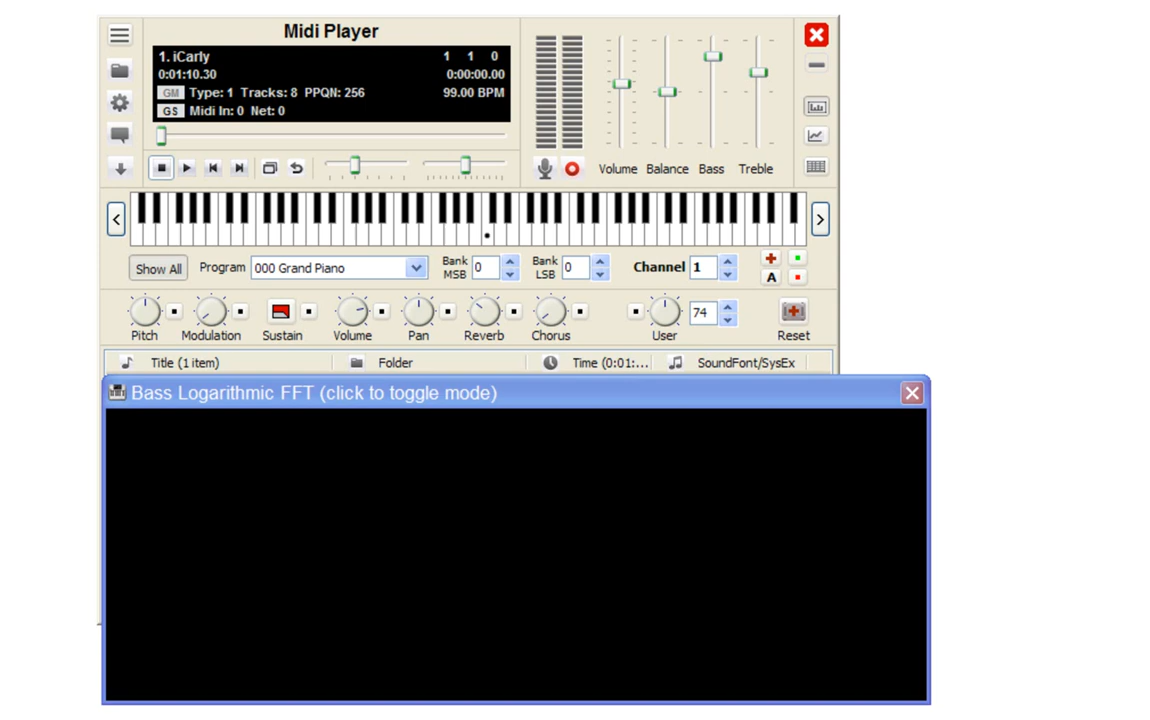 Midi Player
1. iCarly 1 1 0
0:01:10.30 0:00:00.00
GM Type: 1 Tracks: 8 PPQN: 256 99.00 BPM
GS Midi In: 0 Net: 0
Volume Balance Bass Treble
< >
Show All Program 000 Grand Piano Bank MSB 0 Bank LSB 0 Channel 1
A
74
Pitch Modulation Sustain Volume Pan Reverb Chorus User Reset
Title (1 item) Folder Time (0:01:... SoundFont/SysEx
Bass Logarithmic FFT (click to toggle mode)